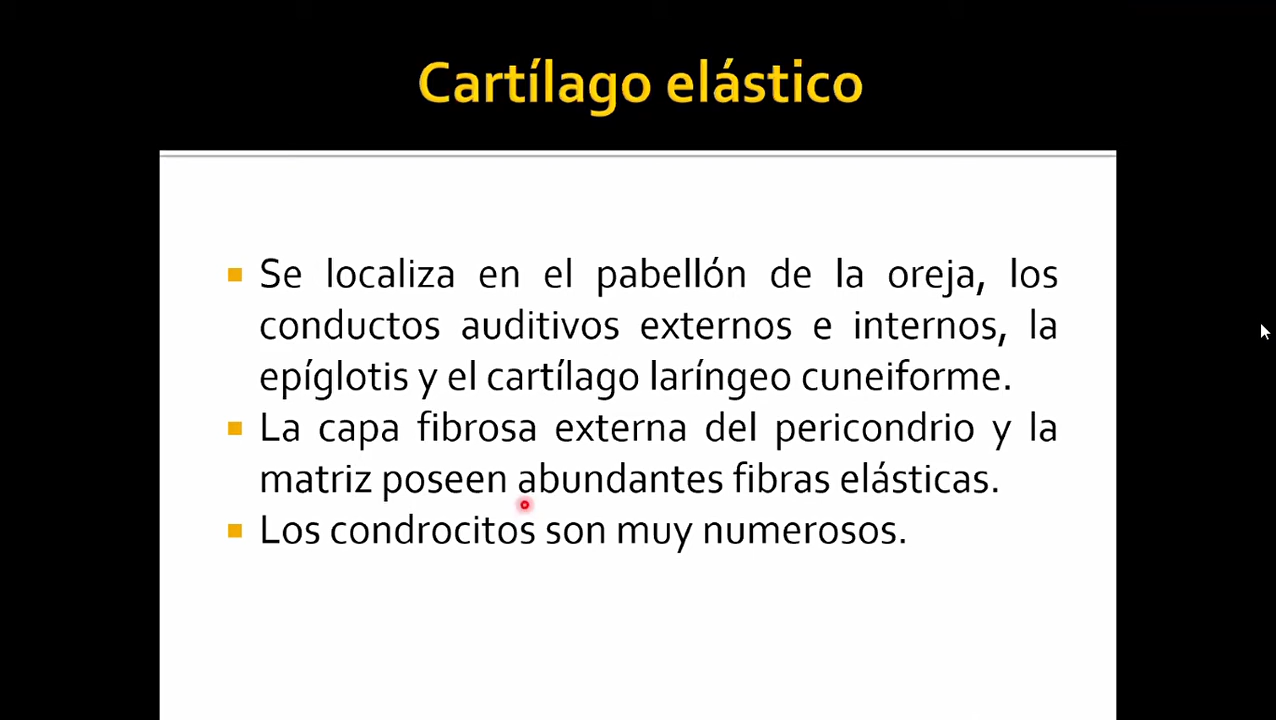 Cartílago elástico
Se localiza en el pabellón de la oreja, los
conductos auditivos externos e internos, la
epíglotis y el cartílago laríngeo cuneiforme.
La capa fibrosa externa del pericondrio y la
matriz poseen abundantes fibras elásticas.
Los condrocitos son muy numerosos.